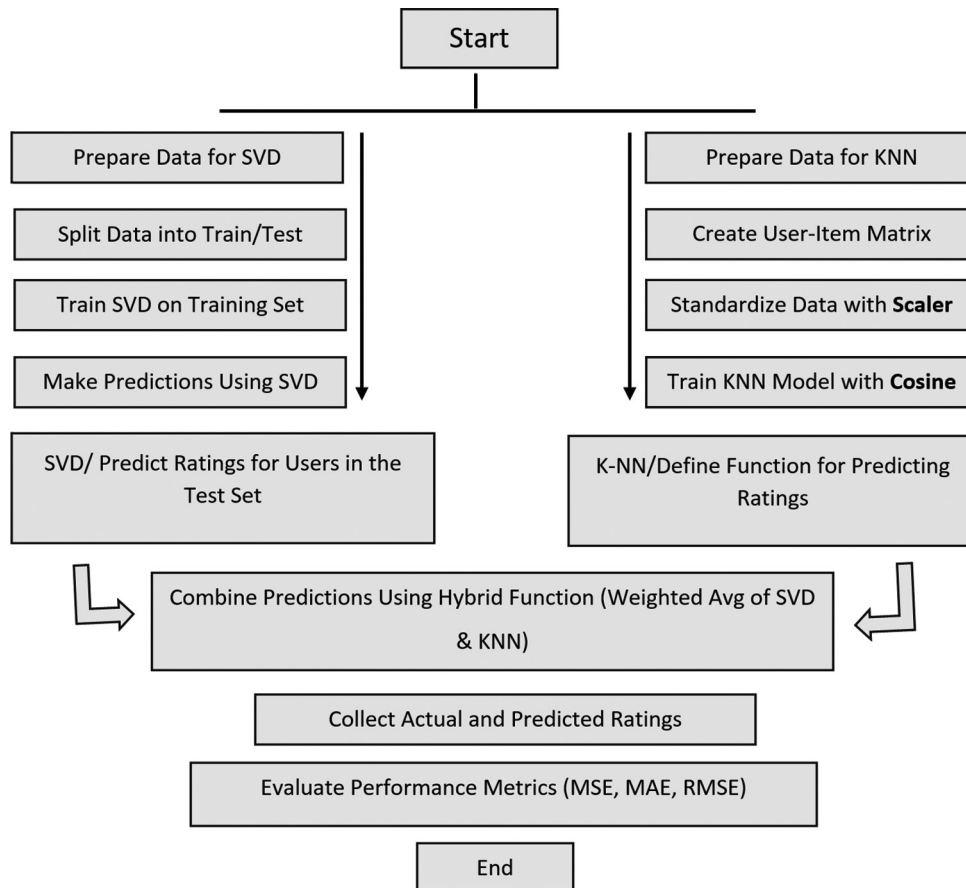 Start
Prepare Data for SVD
Split Data into Train/Test
Train SVD on Training Set
Make Predictions Using SVD
SVD/ Predict Ratings for Users in the
Test Set
Prepare Data for KNN
Create User-Item Matrix
Standardize Data with Scaler
Train KNN Model with Cosine
K-NN/Define Function for Predicting
Ratings
Combine Predictions Using Hybrid Function (Weighted Avg of SVD
& KNN)
Collect Actual and Predicted Ratings
Evaluate Performance Metrics (MSE, MAE, RMSE)
End